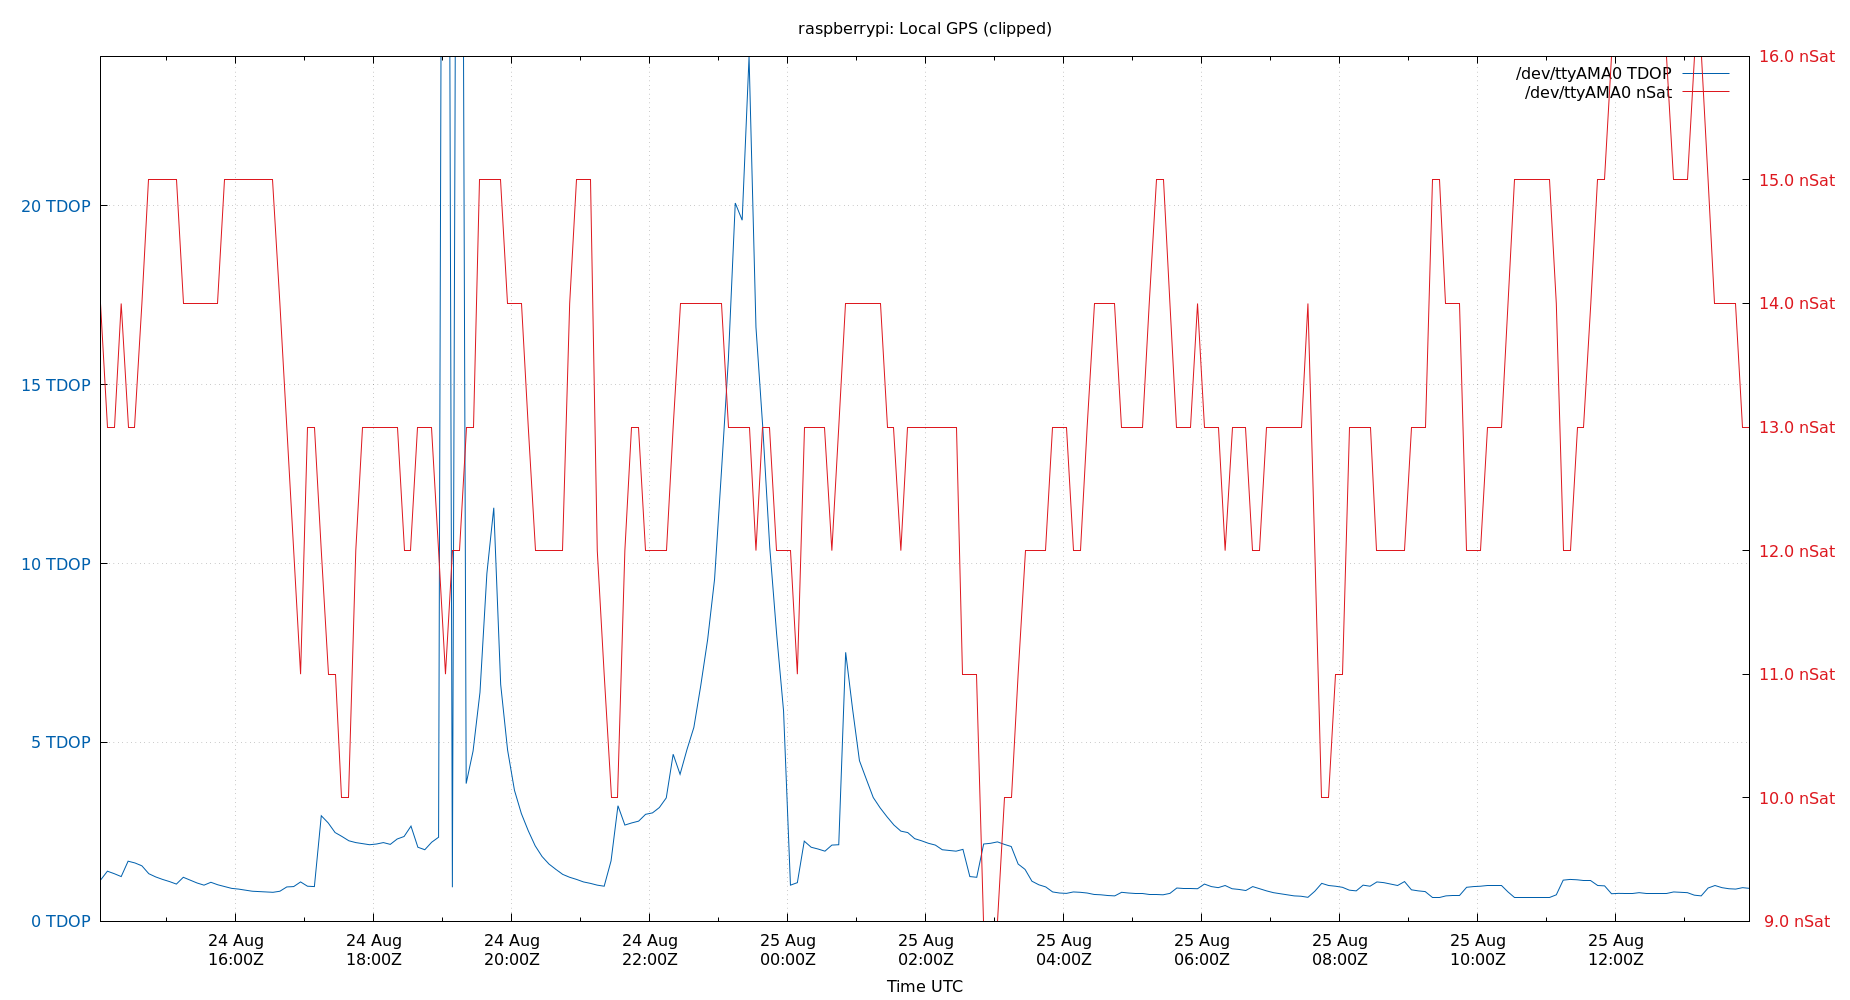 raspberrypi: Local GPS (clipped)
16.0 nSat
/dev/ttyAMA0 TDOP
/dev/ttyAMA0 nSat
15.0 nSat
20 TDOP
14.0 nSat
15 TDOP
13.0 nSat
12.0 nSat
10 TDOP
11.0 nSat
5 TDOP
10.0 nSat
0 TDOP
9.0 nSat
24 Aug 24 Aug 24 Aug 24 Aug 25 Aug 25 Aug 25 Aug 25 Aug 25 Aug 25 Aug 25 Aug
16:00Z 18:00Z 20:00Z 22:00Z 00:00Z 02:00Z 04:00Z 06:00Z 08:00Z 10:00Z 12:00Z
Time UTC